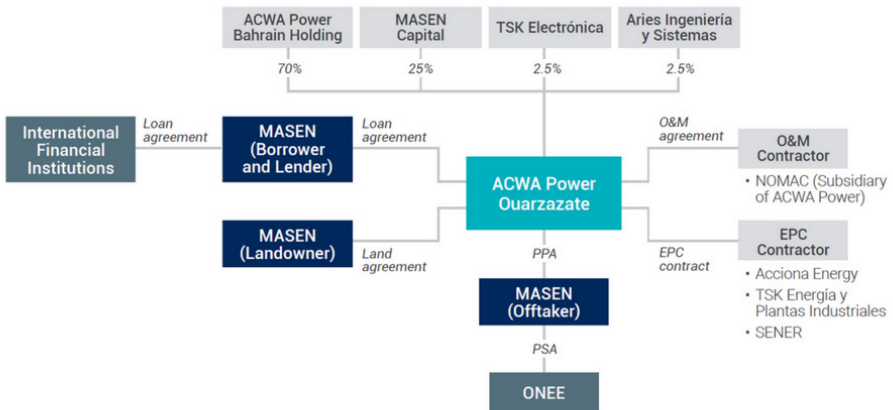 ACWA Power
Bahrain Holding
MASEN
Capital
TSK Electrónica
Aries Ingeniería
y Sistemas
70%
25%
2.5%
2.5%
International
Financial
Institutions
Loan
agreement
MASEN
(Borrower
and Lender)
Loan
agreement
ACWA Power
Ouarzazate
O&M
agreement
O&M
Contractor
• NOMAC (Subsidiary
of ACWA Power)
MASEN
(Landowner)
Land
agreement
PPA
EPC
contract
EPC
Contractor
• Acciona Energy
• TSK Energía y
Plantas Industriales
• SENER
MASEN
(Offtaker)
PSA
ONEE